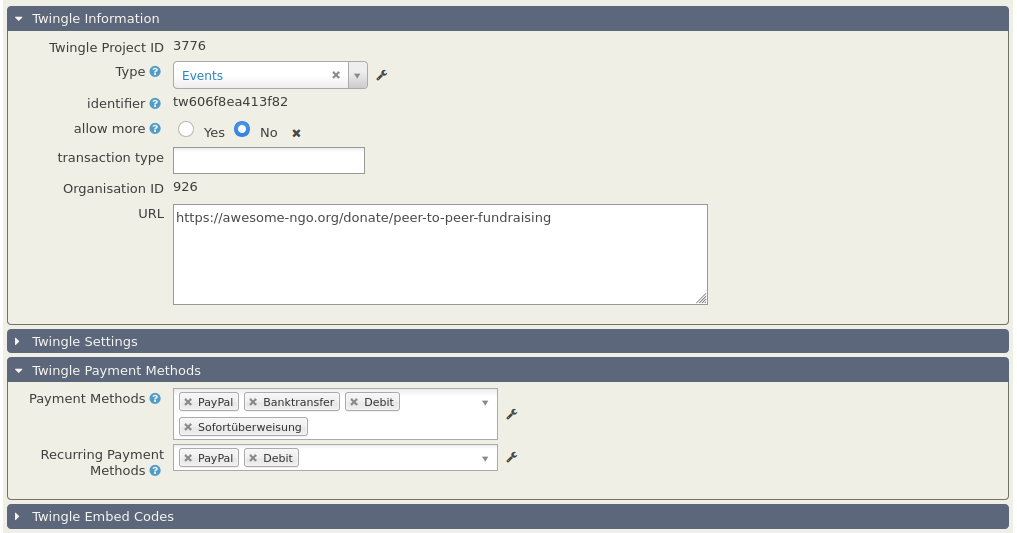 Twingle Information
Twingle Project ID 3776
Type ? Events
identifier ? tw606f8ea413f82
allow more ? Yes No
transaction type
Organisation ID 926
URL https://awesome-ngo.org/donate/peer-to-peer-fundraising
Twingle Settings
Twingle Payment Methods
Payment Methods ? PayPal Banktransfer Debit
Sofortüberweisung
Recurring Payment PayPal Debit
Methods ?
Twingle Embed Codes